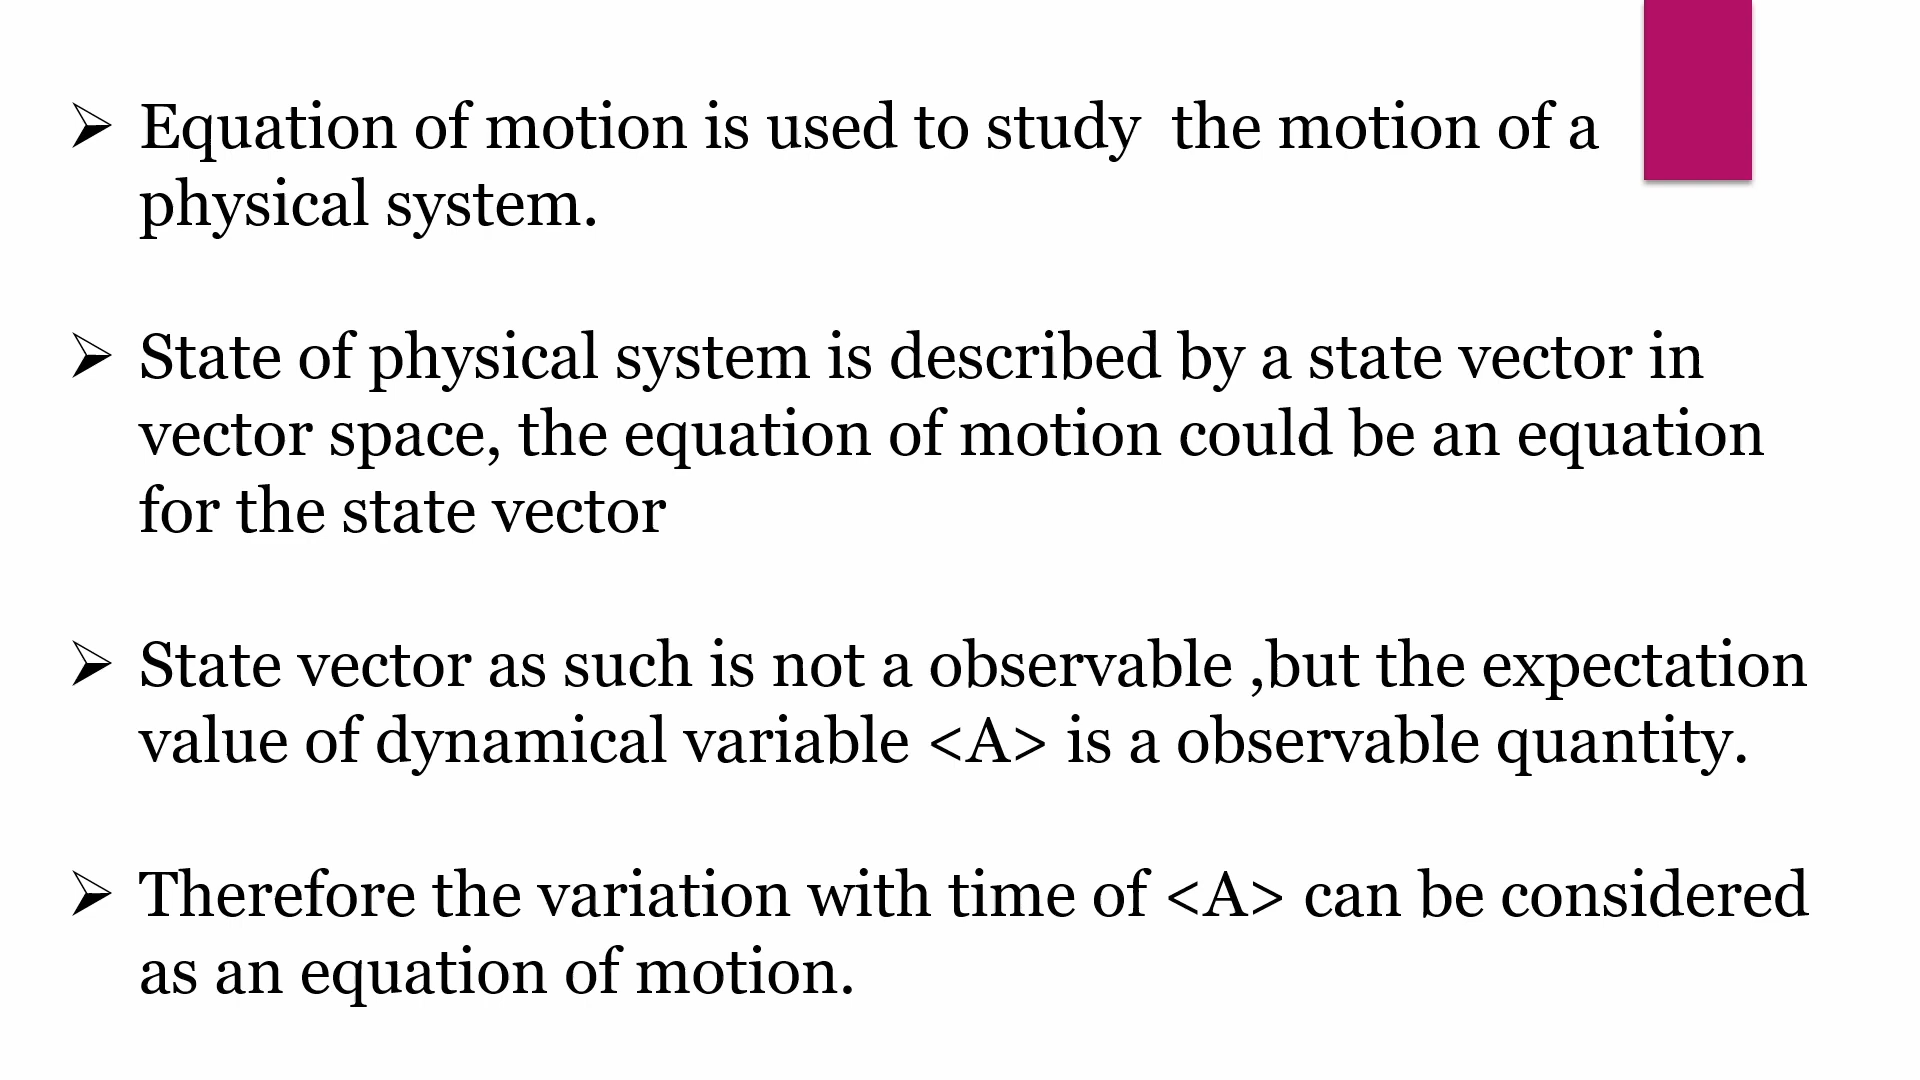 ➢ Equation of motion is used to study  the motion of a
physical system.
➢ State of physical system is described by a state vector in
vector space, the equation of motion could be an equation
for the state vector
➢ State vector as such is not a observable ,but the expectation
value of dynamical variable <A> is a observable quantity.
➢ Therefore the variation with time of <A> can be considered
as an equation of motion.